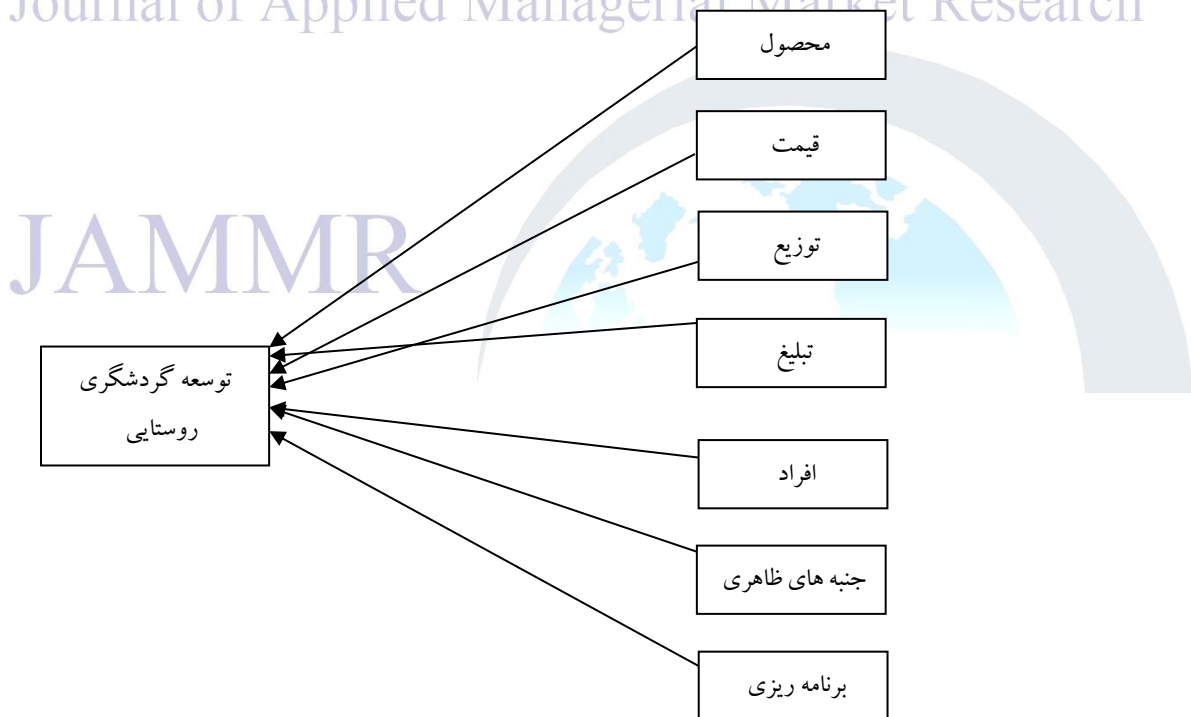 Journal of Applied Managerial Market Research
محصول
قیمت
توزیع
JAMMR
تبلیغ
توسعه گردشگری
روستایی
افراد
جنبه های ظاهری
برنامه ریزی